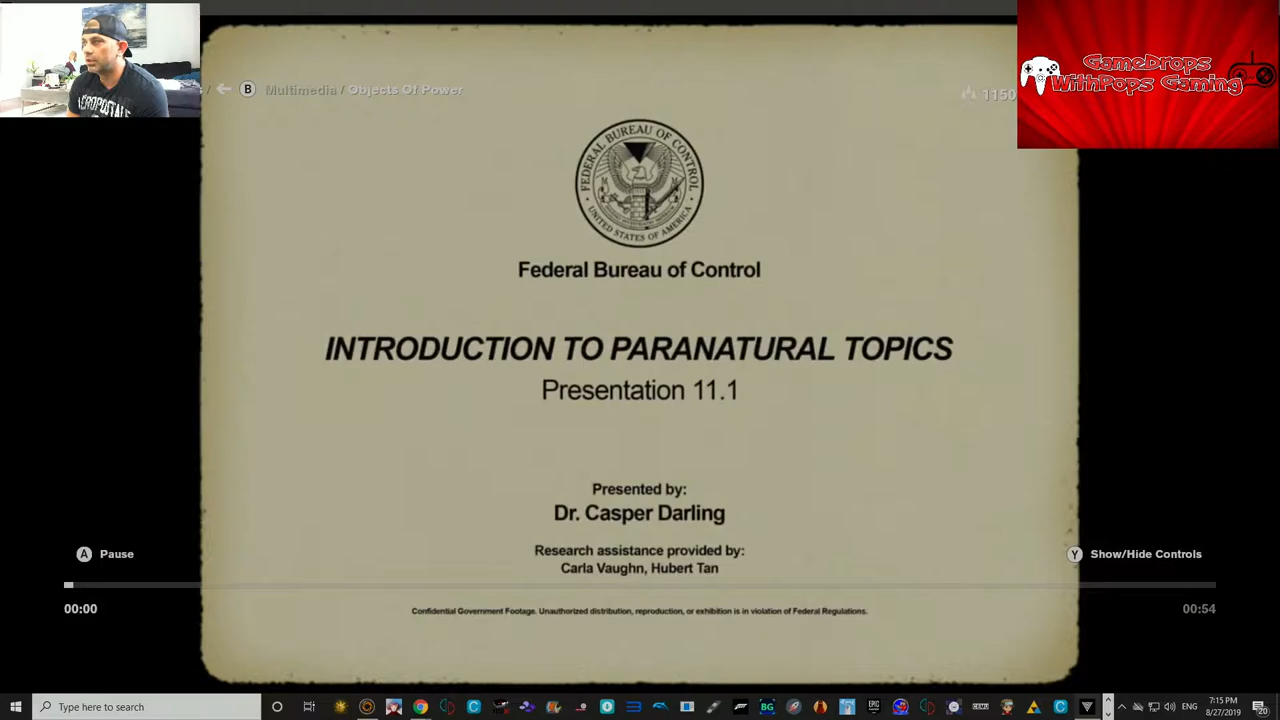 AEROPOSTALE
GameDrops
WithPops Gaming
B Multimedia / Objects Of Power
1150
FEDERAL BUREAU OF CONTROL
UNITED STATES OF AMERICA
Federal Bureau of Control
INTRODUCTION TO PARANATURAL TOPICS
Presentation 11.1
Presented by:
Dr. Casper Darling
Research assistance provided by:
Carla Vaughn, Hubert Tan
Confidential Government Footage. Unauthorized distribution, reproduction, or exhibition is in violation of Federal Regulations.
A Pause
Y Show/Hide Controls
00:00
00:54
Type here to search
7:15 PM
8/27/2019
20